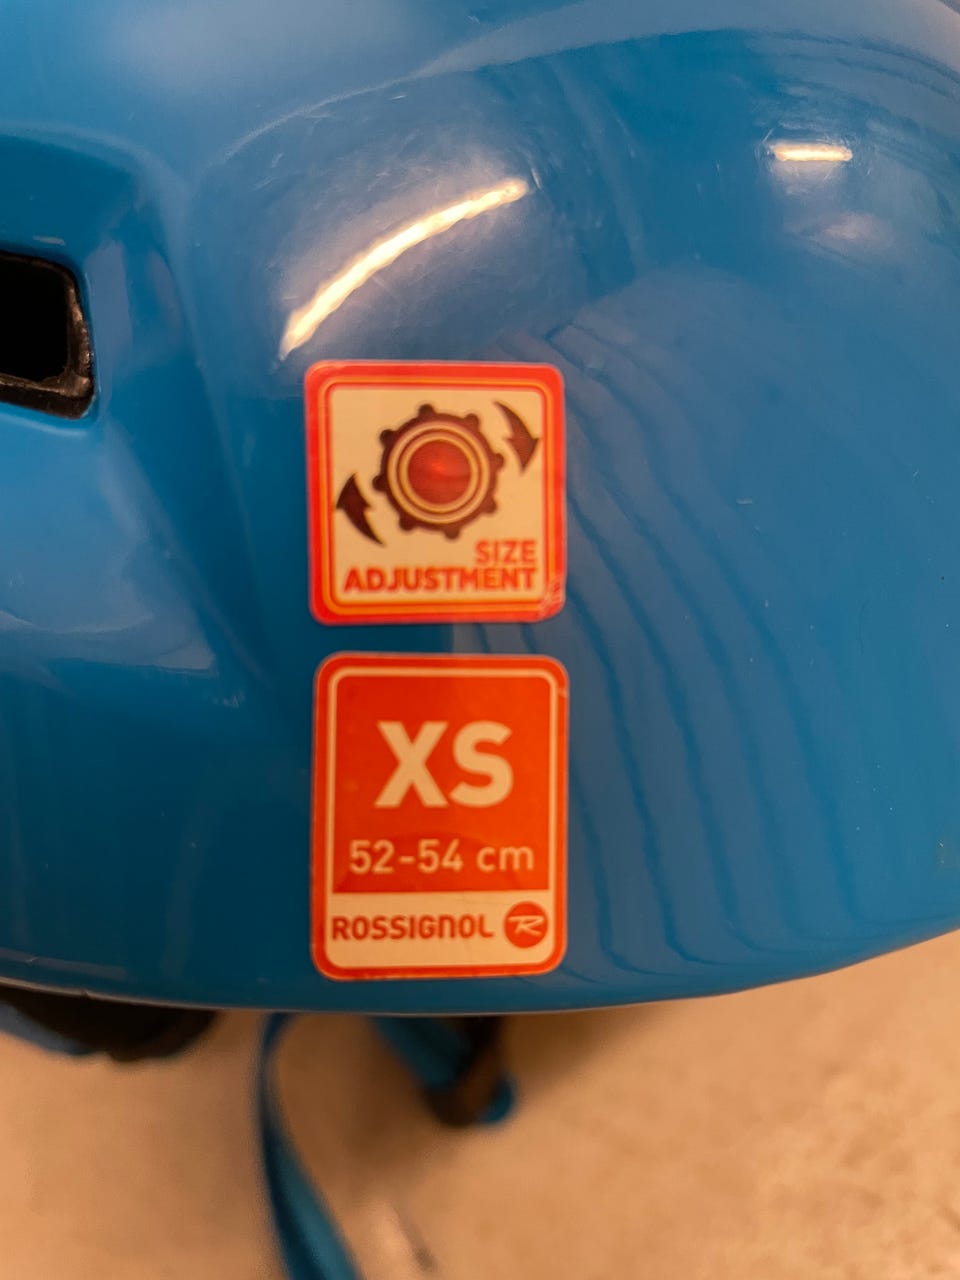 SIZE
ADJUSTMENT
XS
52-54 cm
ROSSIGNOL R